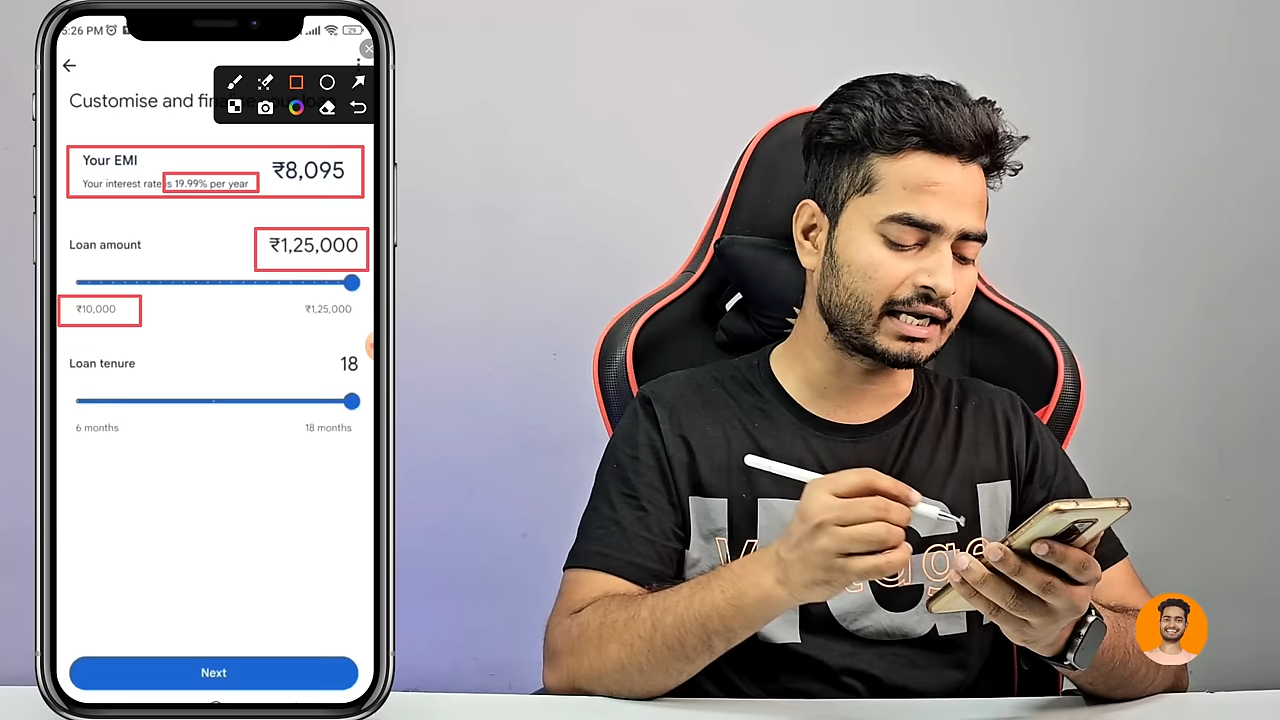 5:26 PM
29
Customise and fin
Your EMI
₹8,095
Your interest rate is 19.99% per year
Loan amount
₹1,25,000
₹10,000
₹1,25,000
Loan tenure
18
6 months
18 months
Next